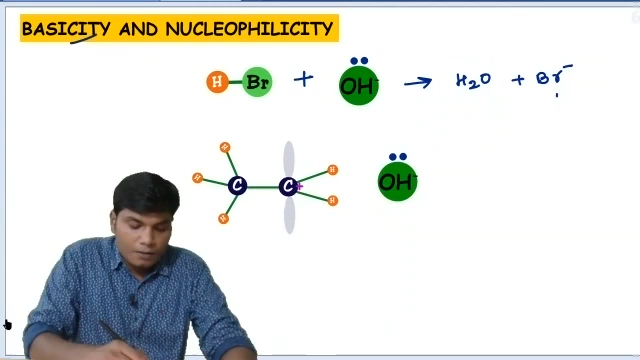 BASICITY AND NUCLEOPHILICITY
H Br + OH- → H2O + Br-
H H
H C C+ H OH-
H